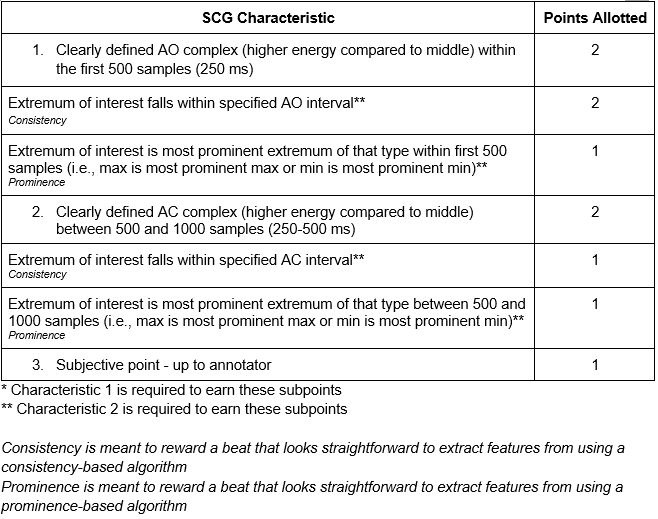 SCG Characteristic Points Allotted
1. Clearly defined AO complex (higher energy compared to middle) within 2
the first 500 samples (250 ms)
Extremum of interest falls within specified AO interval** 2
Consistency
Extremum of interest is most prominent extremum of that type within first 500 1
samples (i.e., max is most prominent max or min is most prominent min)**
Prominence
2. Clearly defined AC complex (higher energy compared to middle) 2
between 500 and 1000 samples (250-500 ms)
Extremum of interest falls within specified AC interval** 1
Consistency
Extremum of interest is most prominent extremum of that type between 500 and 1
1000 samples (i.e., max is most prominent max or min is most prominent min)**
Prominence
3. Subjective point - up to annotator 1
* Characteristic 1 is required to earn these subpoints
** Characteristic 2 is required to earn these subpoints
Consistency is meant to reward a beat that looks straightforward to extract features from using a
consistency-based algorithm
Prominence is meant to reward a beat that looks straightforward to extract features from using a
prominence-based algorithm